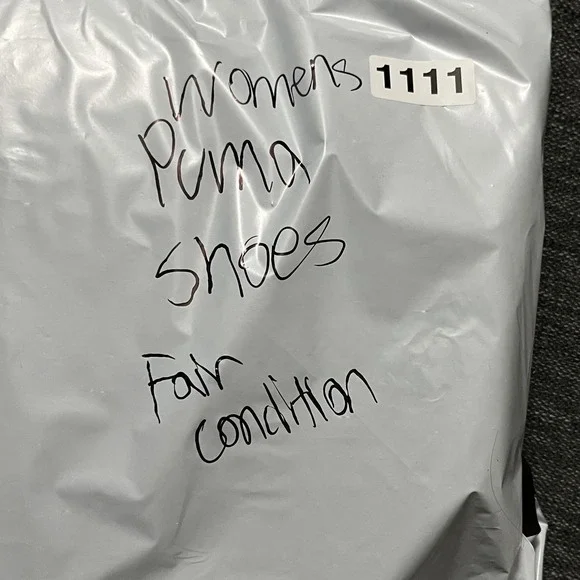 Womens 1111
Puma
Shoes
Fair
condition